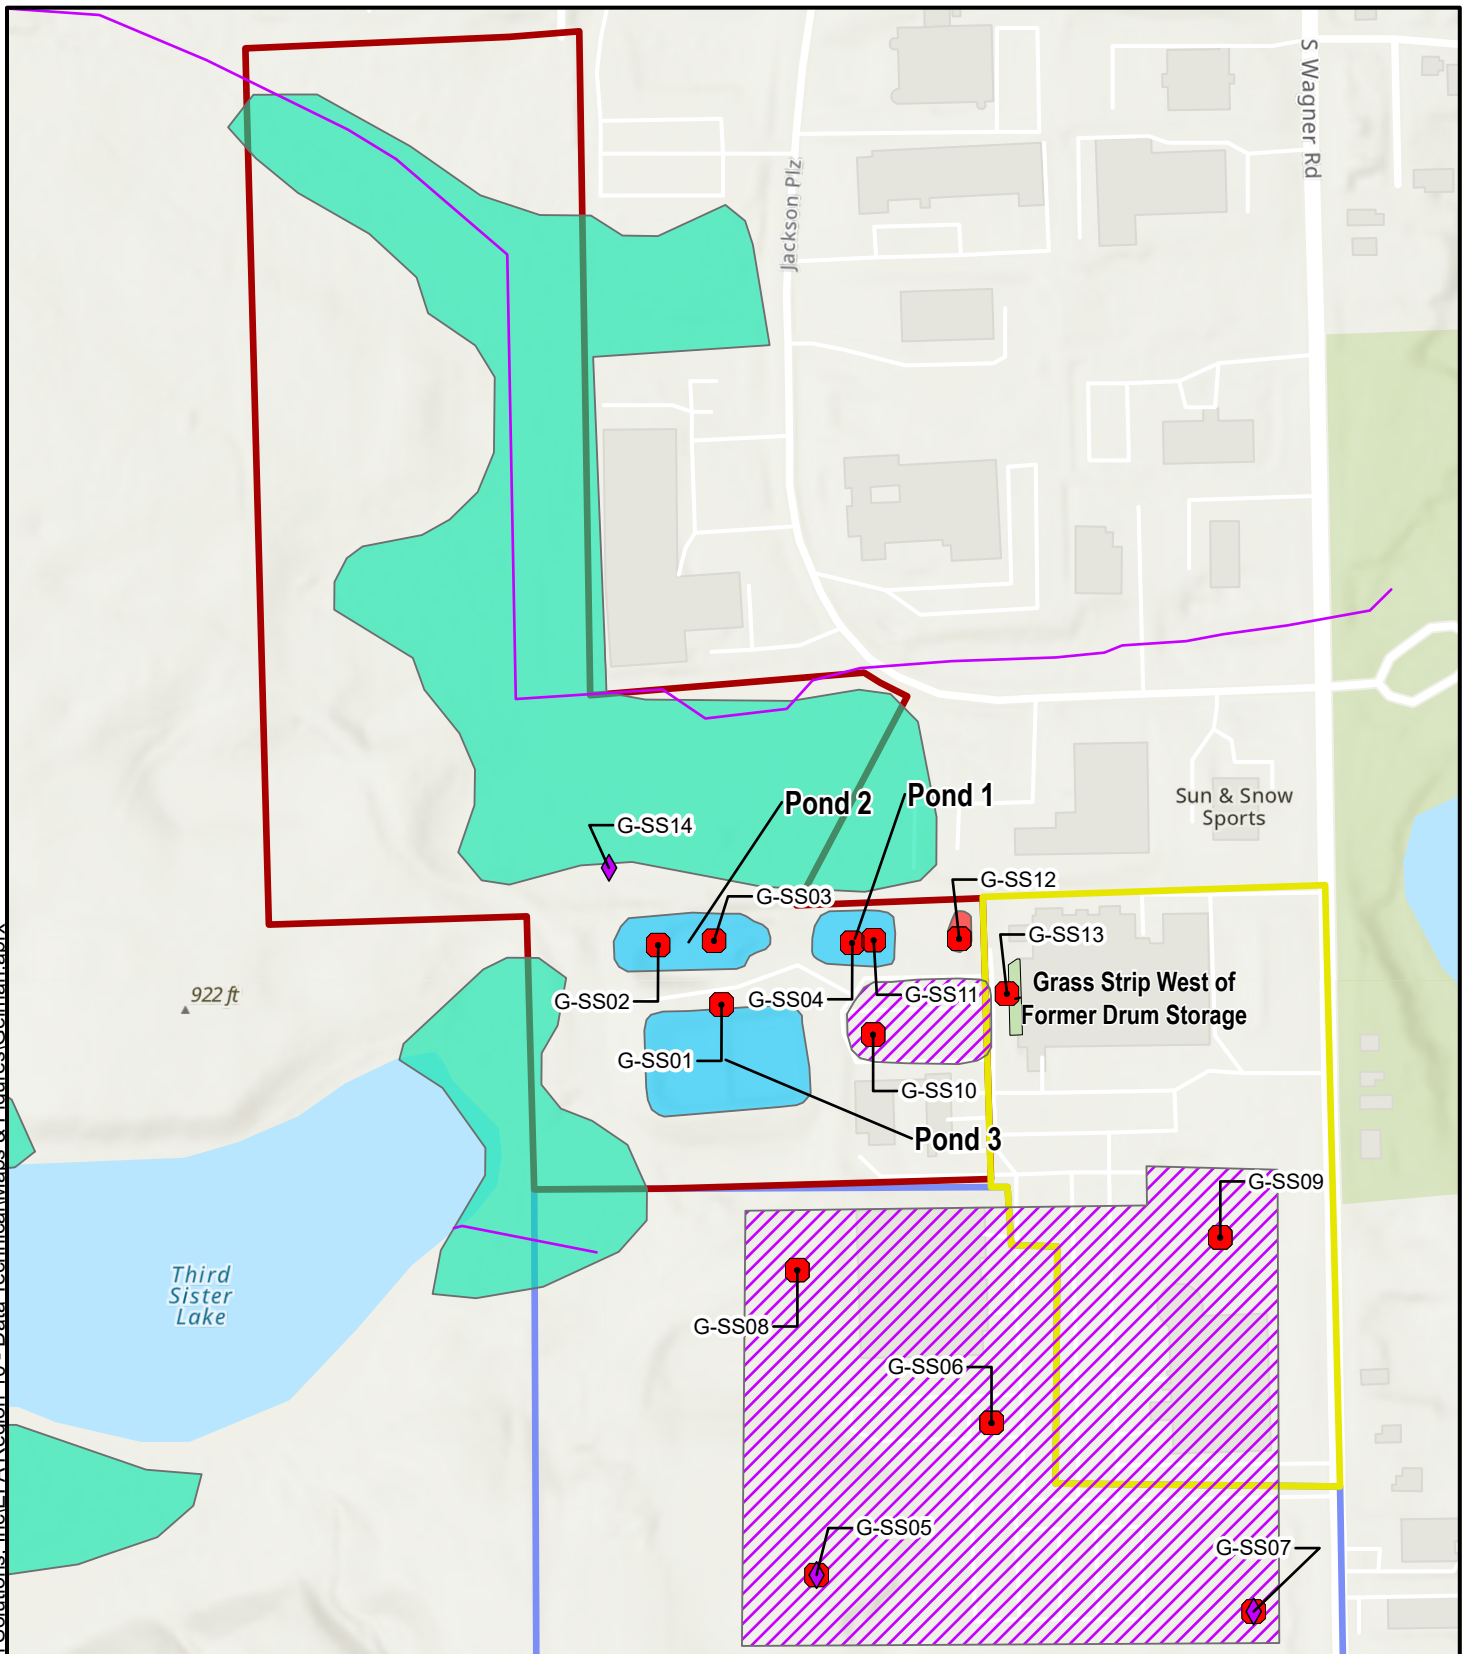 S Wagner Rd
Jackson Plz
Pond 2
Pond 1
Sun & Snow
Sports
G-SS14
G-SS12
G-SS03
G-SS13
Grass Strip West of
Former Drum Storage
922 ft
G-SS02
G-SS04
G-SS11
G-SS01
G-SS10
Pond 3
G-SS09
Third
Sister
Lake
G-SS08
G-SS06
G-SS05
G-SS07